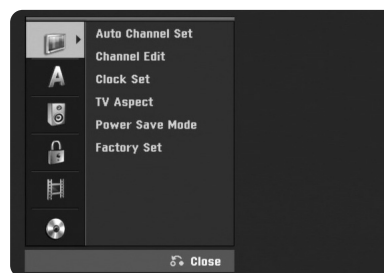 Auto Channel Set
Channel Edit
Clock Set
TV Aspect
A
Power Save Mode
Factory Set
Close